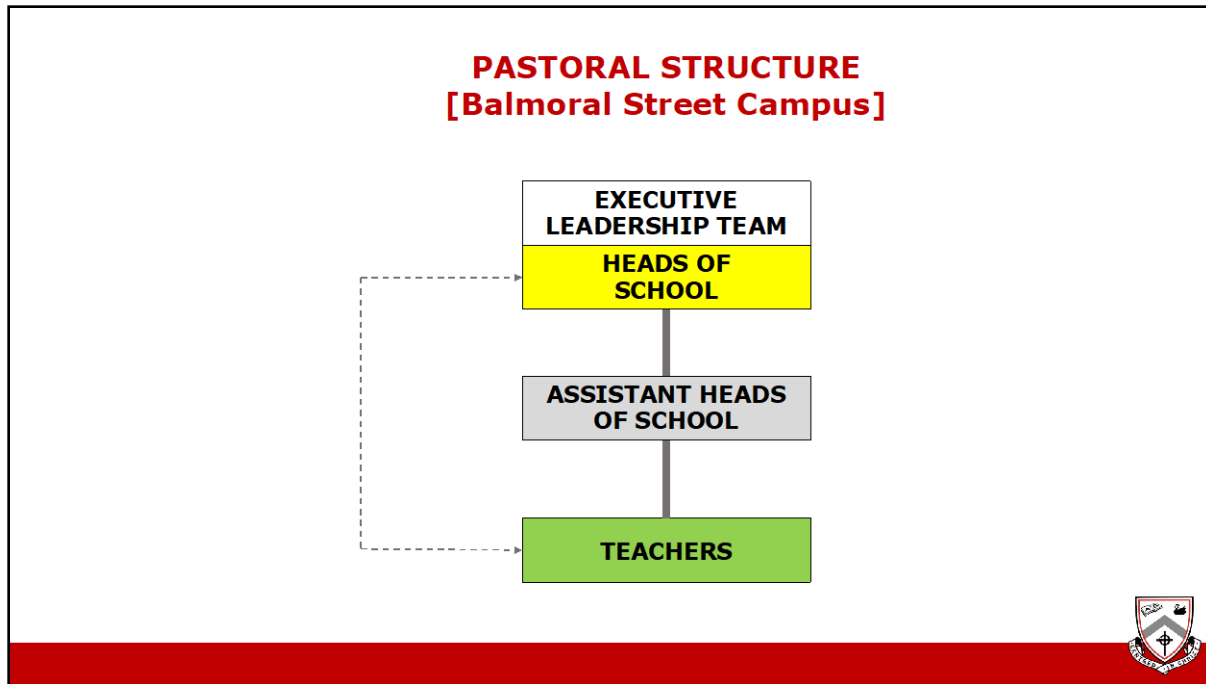 PASTORAL STRUCTURE
[Balmoral Street Campus]
EXECUTIVE
LEADERSHIP TEAM
HEADS OF
SCHOOL
ASSISTANT HEADS
OF SCHOOL
TEACHERS